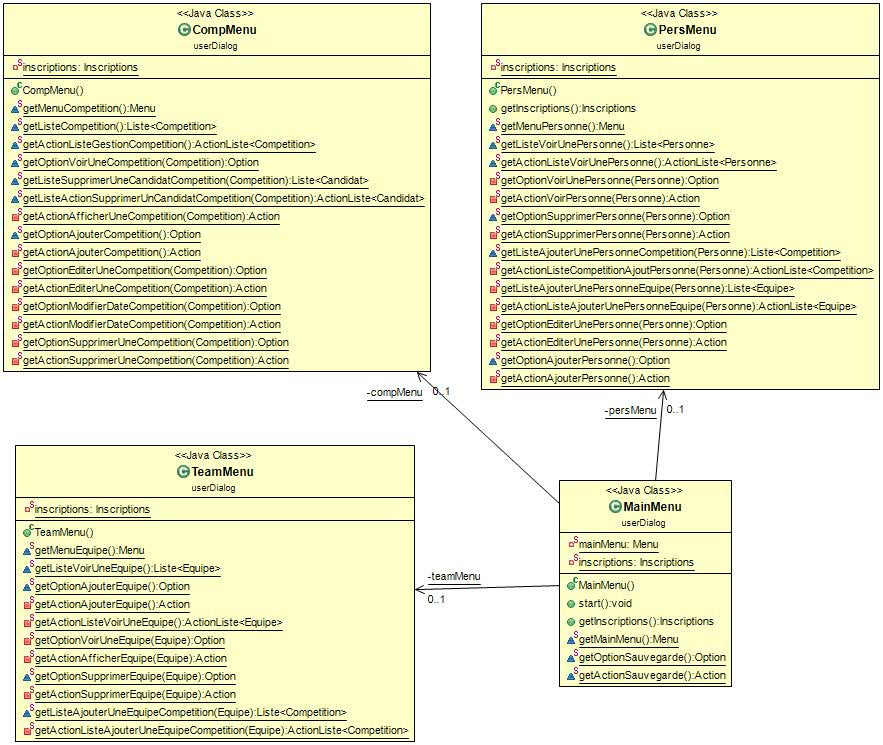 <<Java Class>>
CompMenu
userDialog
inscriptions: Inscriptions
CompMenu()
getMenuCompetition():Menu
getListeCompetition():Liste<Competition>
getActionListeGestionCompetition():ActionListe<Competition>
getOptionVoirUneCompetition(Competition):Option
getListeSupprimerUneCandidatCompetition(Competition):Liste<Candidat>
getListeActionSupprimerUnCandidatCompetition(Competition):ActionListe<Candidat>
getActionAfficherUneCompetition(Competition):Action
getOptionAjouterCompetition():Option
getActionAjouterCompetition():Action
getOptionEditerUneCompetition(Competition):Option
getActionEditerUneCompetition(Competition):Action
getOptionModifierDateCompetition(Competition):Option
getActionModifierDateCompetition(Competition):Action
getOptionSupprimerUneCompetition(Competition):Option
getActionSupprimerUneCompetition(Competition):Action
<<Java Class>>
PersMenu
userDialog
inscriptions: Inscriptions
PersMenu()
getInscriptions():Inscriptions
getMenuPersonne():Menu
getListeVoirUnePersonne():Liste<Personne>
getActionListeVoirUnePersonne():ActionListe<Personne>
getOptionVoirUnePersonne(Personne):Option
getActionVoirPersonne(Personne):Action
getOptionSupprimerPersonne(Personne):Option
getActionSupprimerPersonne(Personne):Action
getListeAjouterUnePersonneCompetition(Personne):Liste<Competition>
getActionListeCompetitionAjoutPersonne(Personne):ActionListe<Competition>
getListeAjouterUnePersonneEquipe(Personne):Liste<Equipe>
getActionListeAjouterUnePersonneEquipe(Personne):ActionListe<Equipe>
getOptionEditerUnePersonne(Personne):Option
getActionEditerUnePersonne(Personne):Action
getOptionAjouterPersonne():Option
getActionAjouterPersonne():Action
-compMenu 0..1
-persMenu 0..1
<<Java Class>>
TeamMenu
userDialog
inscriptions: Inscriptions
TeamMenu()
getMenuEquipe():Menu
getListeVoirUneEquipe():Liste<Equipe>
getOptionAjouterEquipe():Option
getActionAjouterEquipe():Action
getActionListeVoirUneEquipe():ActionListe<Equipe>
getOptionVoirUneEquipe(Equipe):Option
getActionAfficherEquipe(Equipe):Action
getOptionSupprimerEquipe(Equipe):Option
getActionSupprimerEquipe(Equipe):Action
getListeAjouterUneEquipeCompetition(Equipe):Liste<Competition>
getActionListeAjouterUneEquipeCompetition(Equipe):ActionListe<Competition>
-teamMenu
0..1
<<Java Class>>
MainMenu
userDialog
mainMenu: Menu
inscriptions: Inscriptions
MainMenu()
start():void
getInscriptions():Inscriptions
getMainMenu():Menu
getOptionSauvegarde():Option
getActionSauvegarde():Action